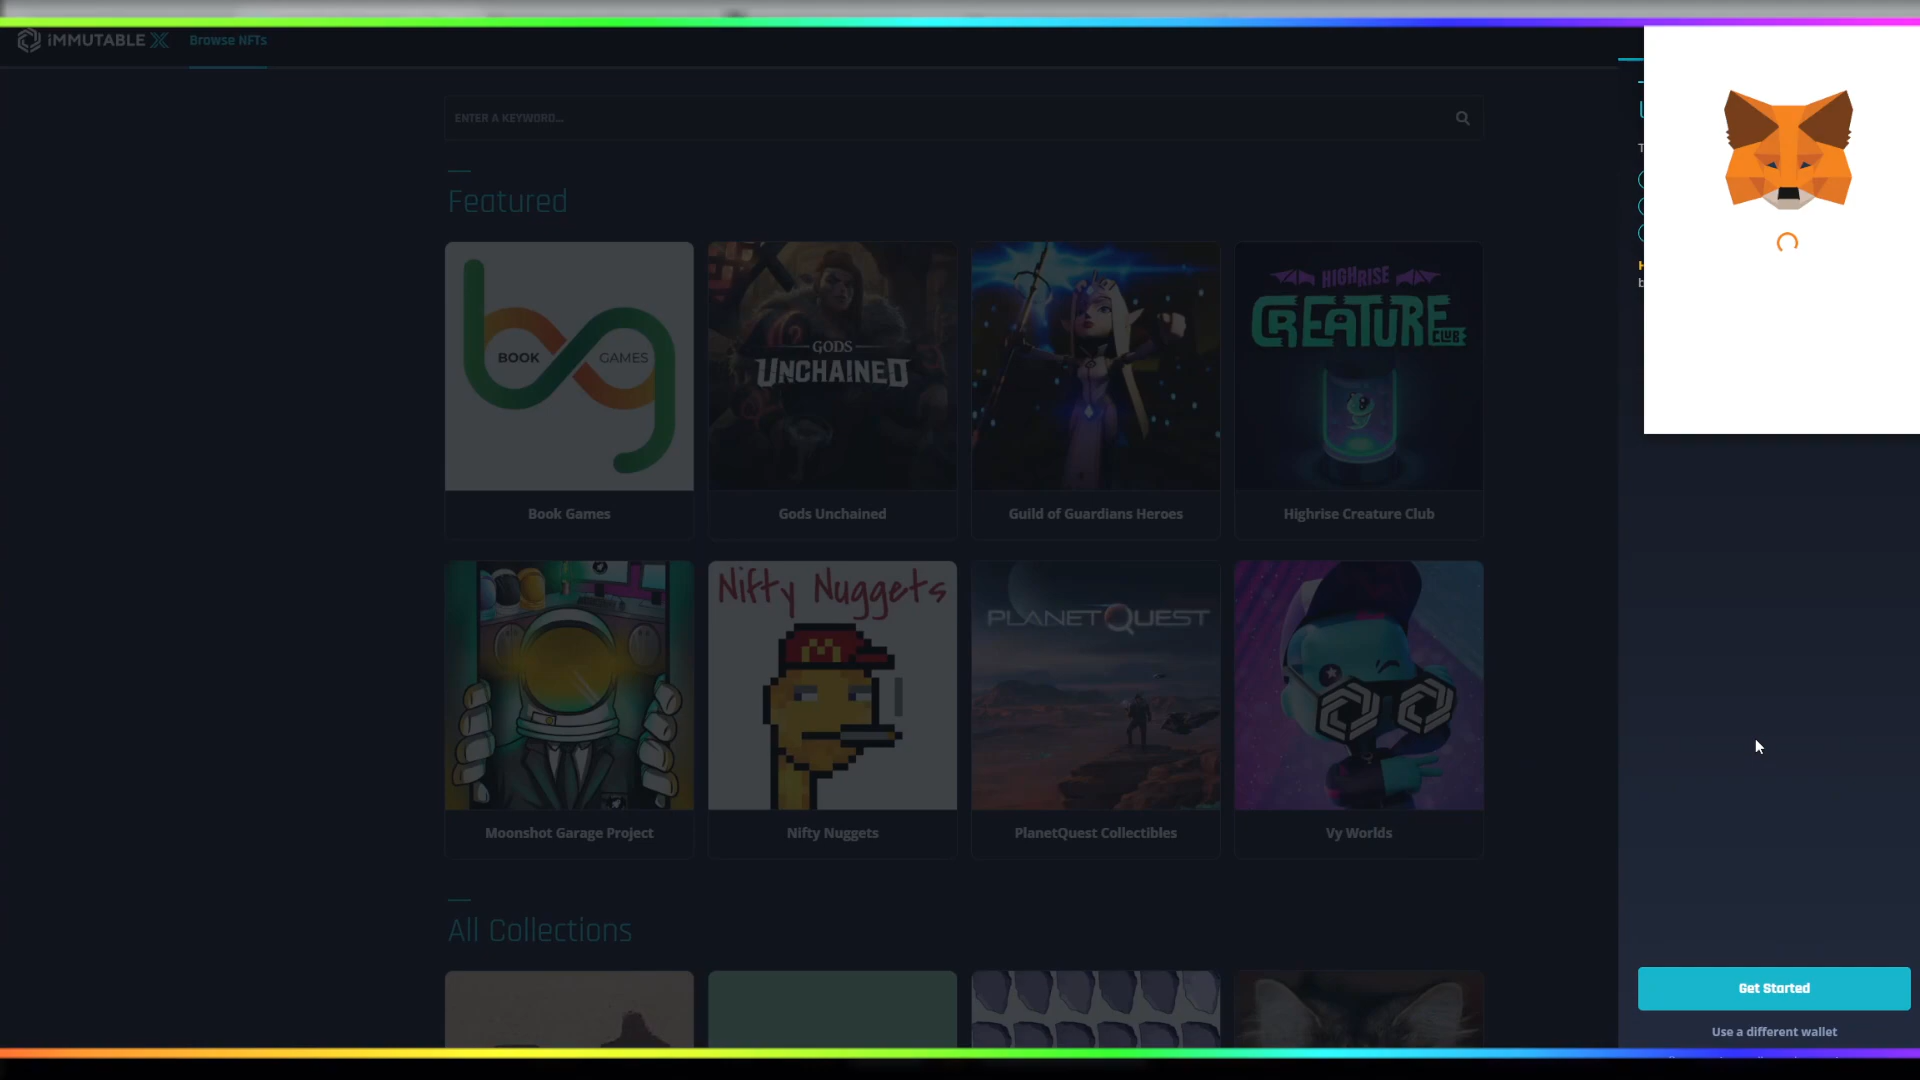 iMMUTABLE X
Browse NFTs
ENTER A KEYWORD...
Featured
BOOK GAMES
GODS
UNCHAINED
HIGHRISE
CREATURE
CLUB
Book Games
Gods Unchained
Guild of Guardians Heroes
Highrise Creature Club
Nifty Nuggets
PLANETQUEST
Moonshot Garage Project
Nifty Nuggets
PlanetQuest Collectibles
Vy Worlds
All Collections
Get Started
Use a different wallet